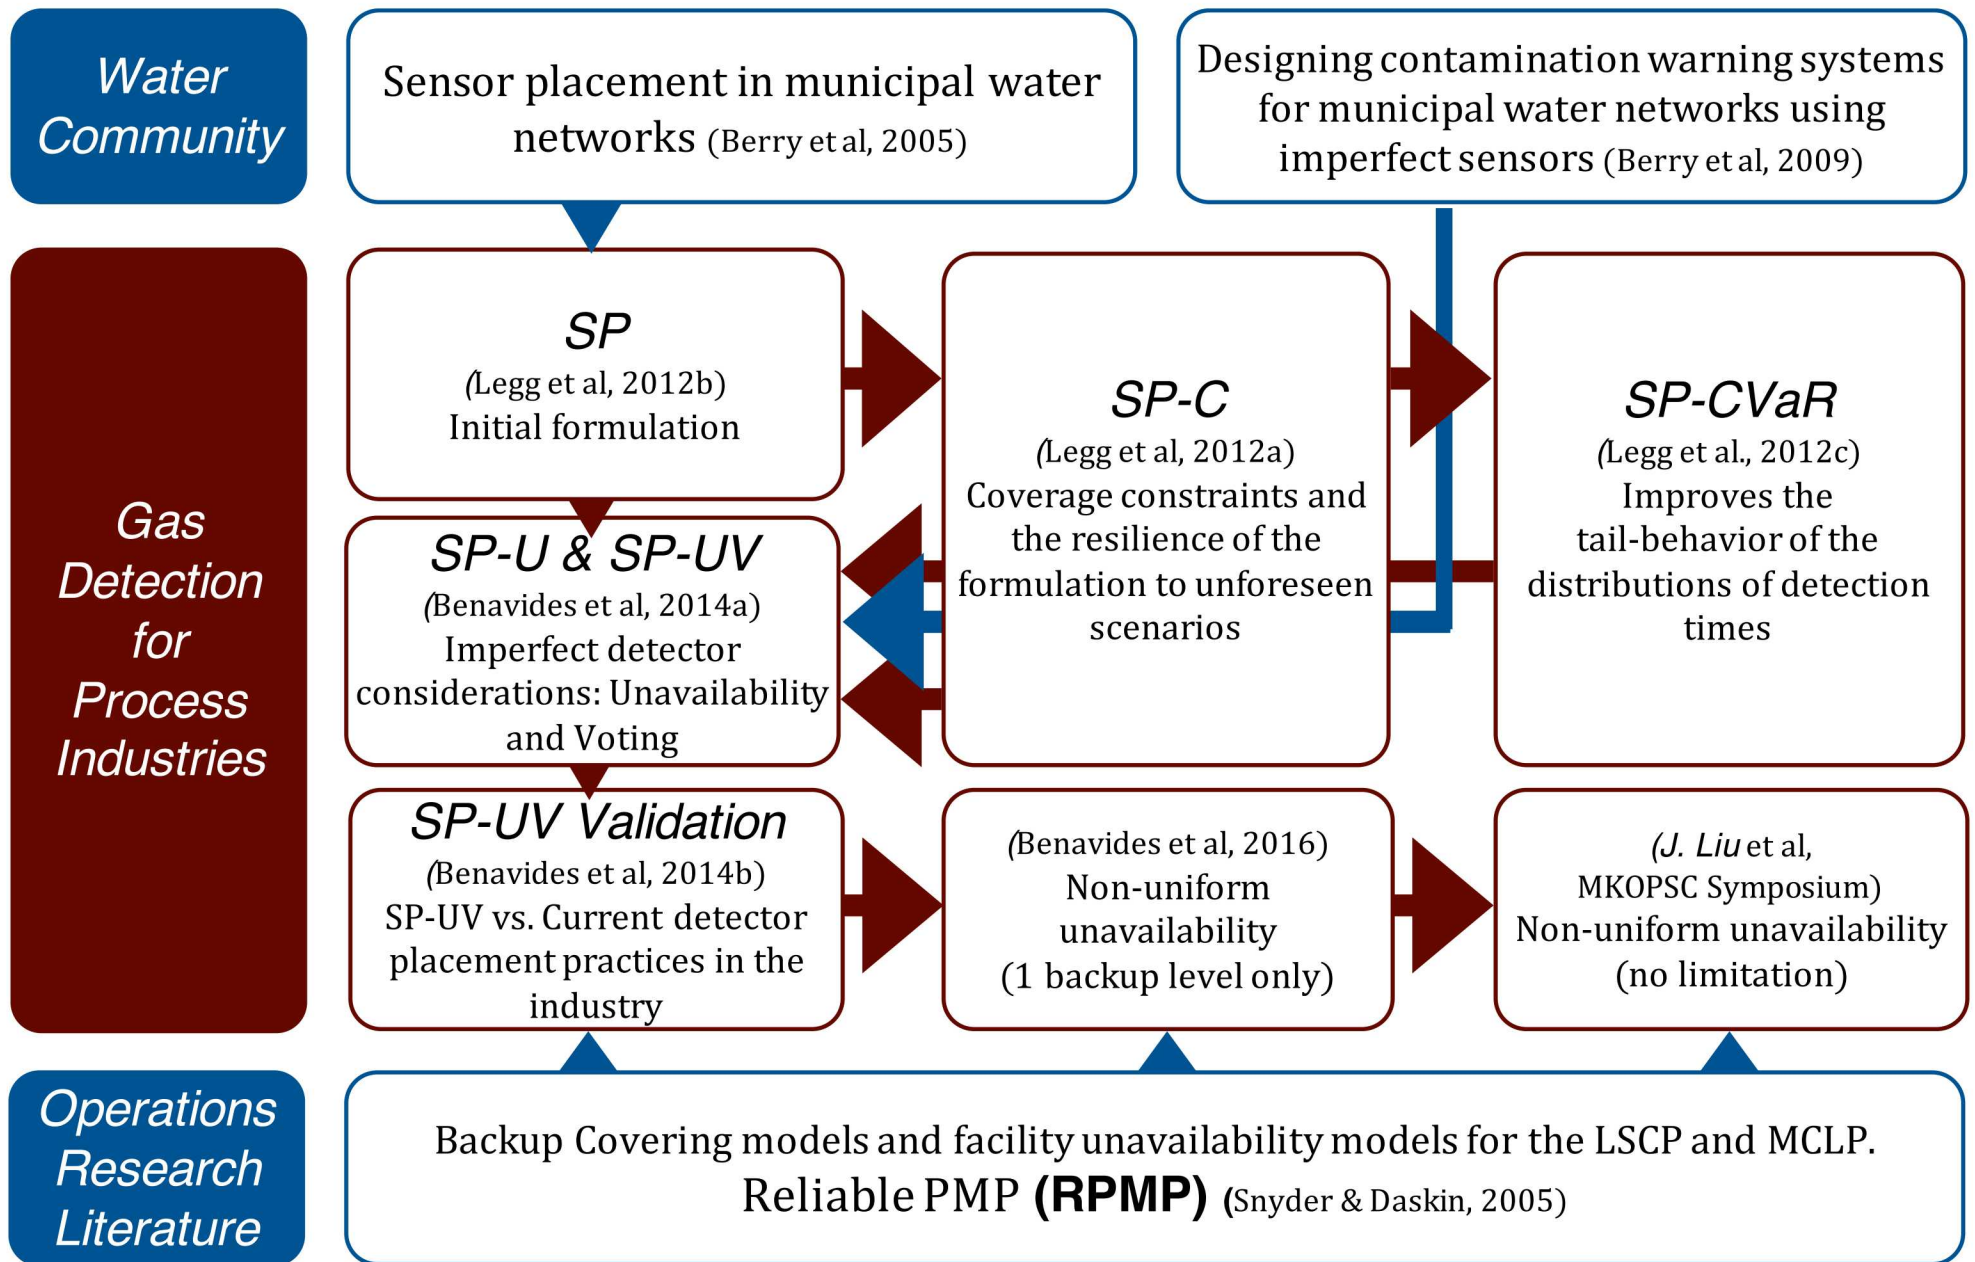 Water
Community
Sensor placement in municipal water
networks (Berry et al, 2005)
Designing contamination warning systems
for municipal water networks using
imperfect sensors (Berry et al, 2009)
Gas
Detection
for
Process
Industries
SP
(Legg et al, 2012b)
Initial formulation
SP-C
(Legg et al, 2012a)
Coverage constraints and
the resilience of the
formulation to unforeseen
scenarios
SP-CVaR
(Legg et al., 2012c)
Improves the
tail-behavior of the
distributions of detection
times
SP-U & SP-UV
(Benavides et al, 2014a)
Imperfect detector
considerations: Unavailability
and Voting
SP-UV Validation
(Benavides et al, 2014b)
SP-UV vs. Current detector
placement practices in the
industry
(Benavides et al, 2016)
Non-uniform
unavailability
(1 backup level only)
(J. Liu et al,
MKOPSC Symposium)
Non-uniform unavailability
(no limitation)
Operations
Research
Literature
Backup Covering models and facility unavailability models for the LSCP and MCLP.
Reliable PMP (RPMP) (Snyder & Daskin, 2005)